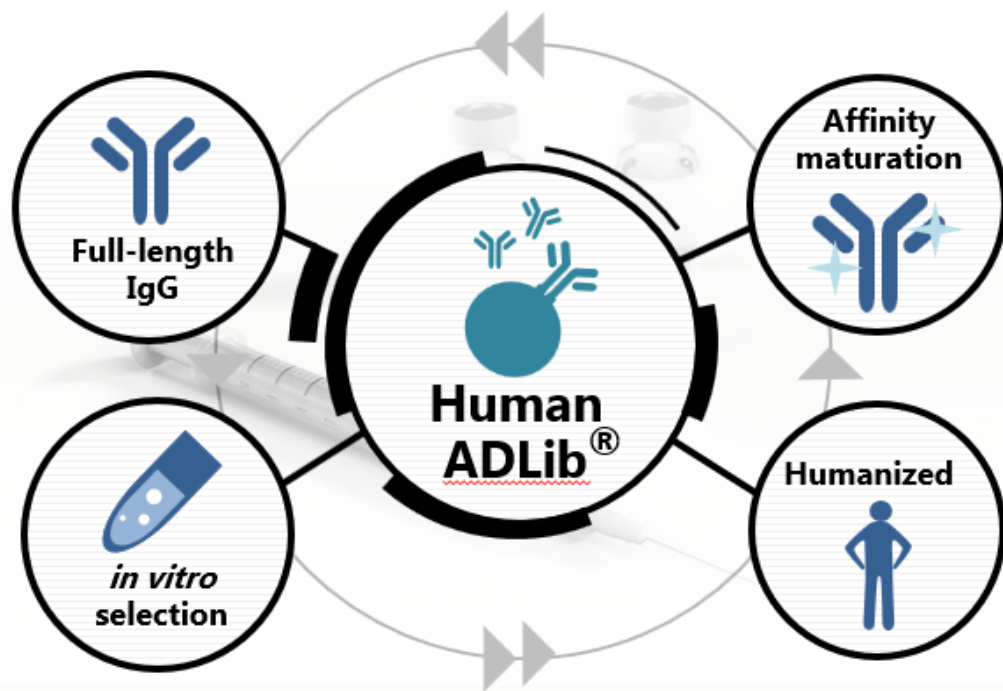 Full-length
IgG
Affinity
maturation
Human
ADLib®
in vitro
selection
Humanized